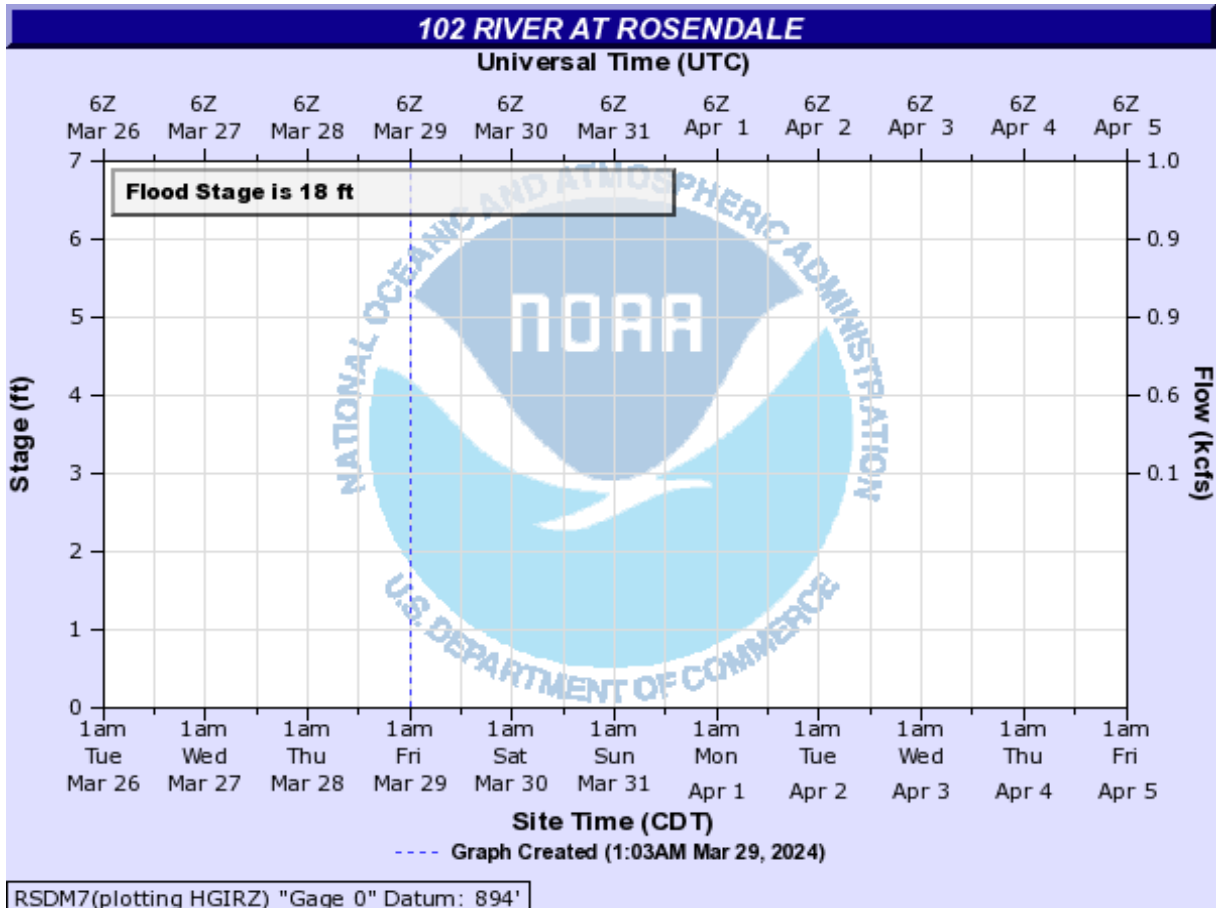 102 RIVER AT ROSENDALE
Universal Time (UTC)
6Z 6Z 6Z 6Z 6Z 6Z 6Z 6Z 6Z 6Z 6Z
Mar 26 Mar 27 Mar 28 Mar 29 Mar 30 Mar 31 Apr 1 Apr 2 Apr 3 Apr 4 Apr 5
7 1.0
Flood Stage is 18 ft
6 0.9
5 0.9
4 0.6
3 0.1
2
1
0
Stage (ft)
Flow (kcfs)
NATIONAL OCEANIC AND ATMOSPHERIC ADMINISTRATION
NOAA
U.S. DEPARTMENT OF COMMERCE
1am 1am 1am 1am 1am 1am 1am 1am 1am 1am 1am
Tue Wed Thu Fri Sat Sun Mon Tue Wed Thu Fri
Mar 26 Mar 27 Mar 28 Mar 29 Mar 30 Mar 31 Apr 1 Apr 2 Apr 3 Apr 4 Apr 5
Site Time (CDT)
Graph Created (1:03AM Mar 29, 2024)
RSDM7(plotting HGIRZ) "Gage 0" Datum: 894'